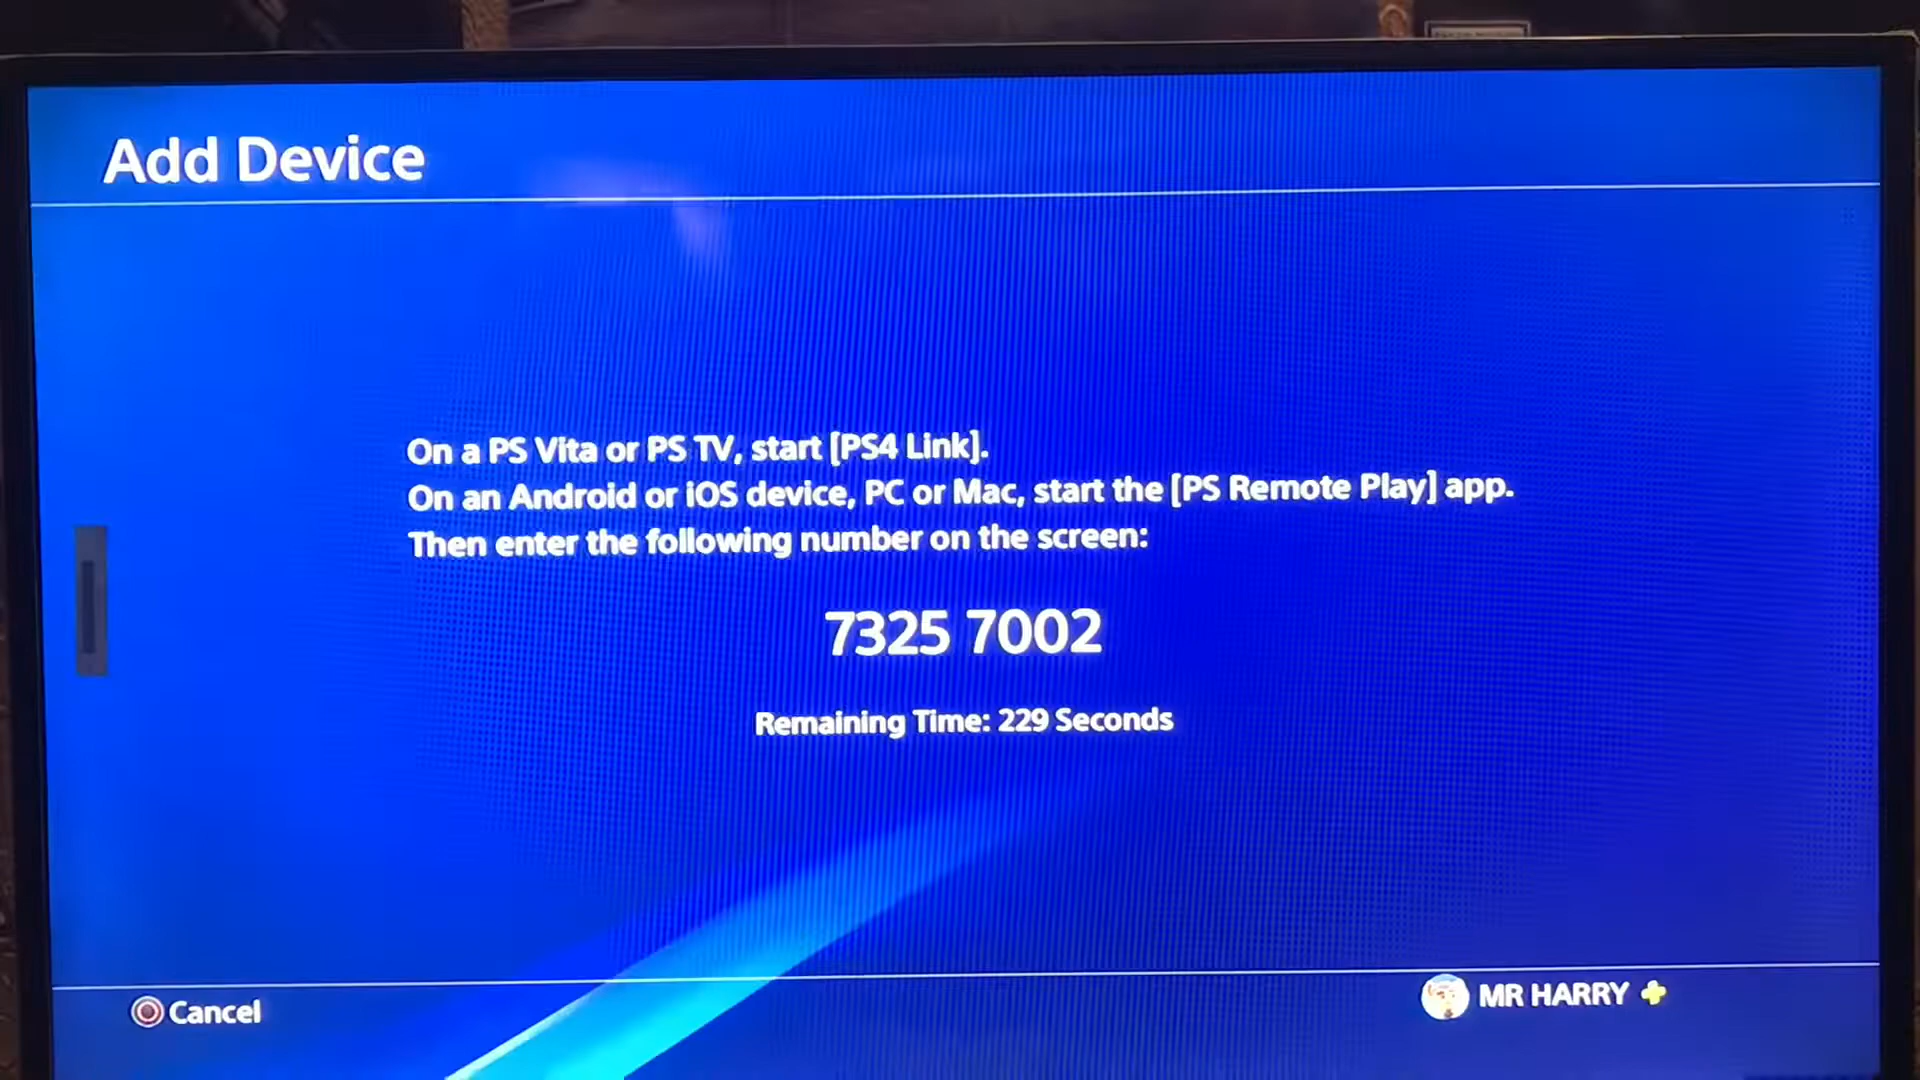 Add Device
On a PS Vita or PS TV, start [PS4 Link].
On an Android or iOS device, PC or Mac, start the [PS Remote Play] app.
Then enter the following number on the screen:
7325 7002
Remaining Time: 229 Seconds
Cancel
MR HARRY